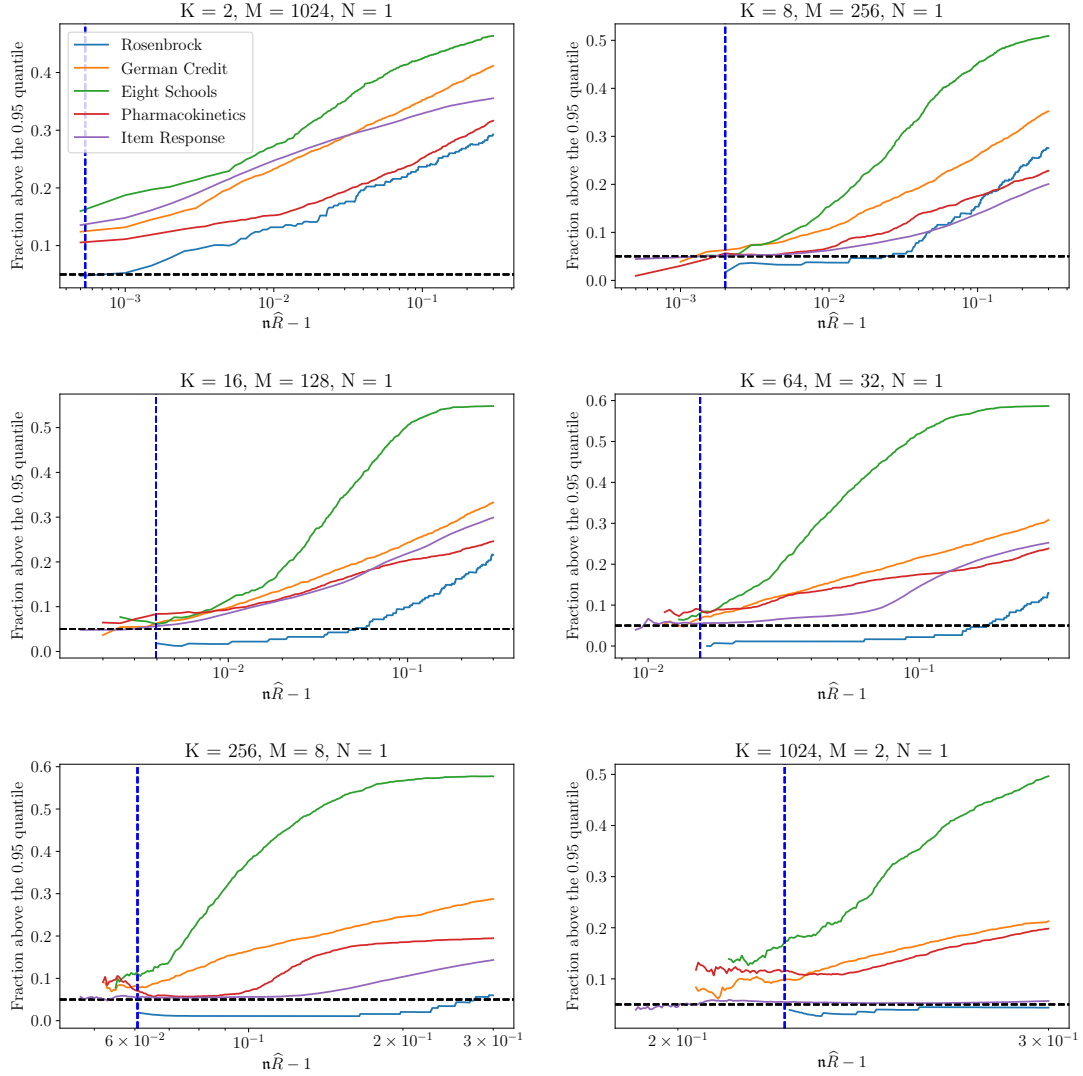 K = 2, M = 1024, N = 1
Fraction above the 0.95 quantile
0.4
0.3
0.2
0.1
Rosenbrock
German Credit
Eight Schools
Pharmacokinetics
Item Response
10⁻³
10⁻²
10⁻¹
𝔫R̂ − 1
K = 8, M = 256, N = 1
Fraction above the 0.95 quantile
0.5
0.4
0.3
0.2
0.1
0.0
10⁻³
10⁻²
10⁻¹
𝔫R̂ − 1
K = 16, M = 128, N = 1
Fraction above the 0.95 quantile
0.5
0.4
0.3
0.2
0.1
0.0
10⁻²
10⁻¹
𝔫R̂ − 1
K = 64, M = 32, N = 1
Fraction above the 0.95 quantile
0.6
0.5
0.4
0.3
0.2
0.1
0.0
10⁻²
10⁻¹
𝔫R̂ − 1
K = 256, M = 8, N = 1
Fraction above the 0.95 quantile
0.6
0.5
0.4
0.3
0.2
0.1
0.0
6 × 10⁻²
10⁻¹
2 × 10⁻¹
3 × 10⁻¹
𝔫R̂ − 1
K = 1024, M = 2, N = 1
Fraction above the 0.95 quantile
0.5
0.4
0.3
0.2
0.1
0.0
2 × 10⁻¹
3 × 10⁻¹
𝔫R̂ − 1